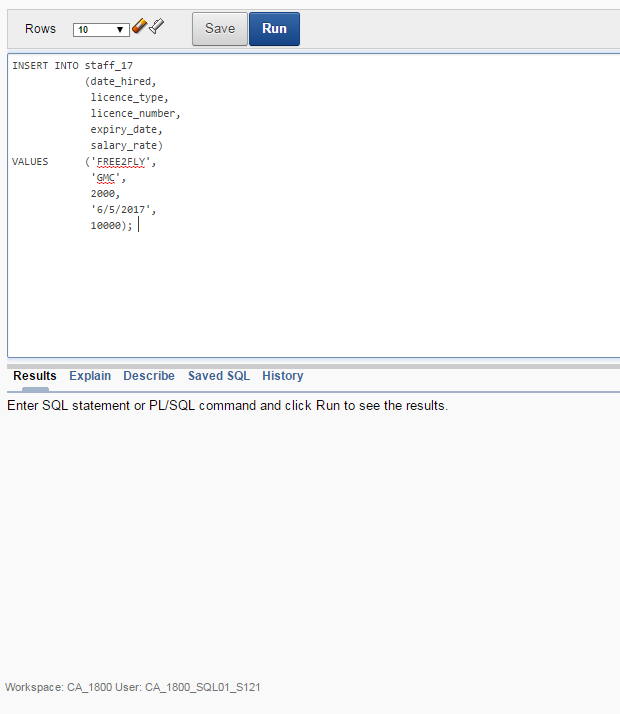 Rows 10 Save Run
INSERT INTO staff_17
(date_hired,
licence_type,
licence_number,
expiry_date,
salary_rate)
VALUES ('FREE2FLY',
'GMC',
2000,
'6/5/2017',
10000);
Results Explain Describe Saved SQL History
Enter SQL statement or PL/SQL command and click Run to see the results.
Workspace: CA_1800 User: CA_1800_SQL01_S121